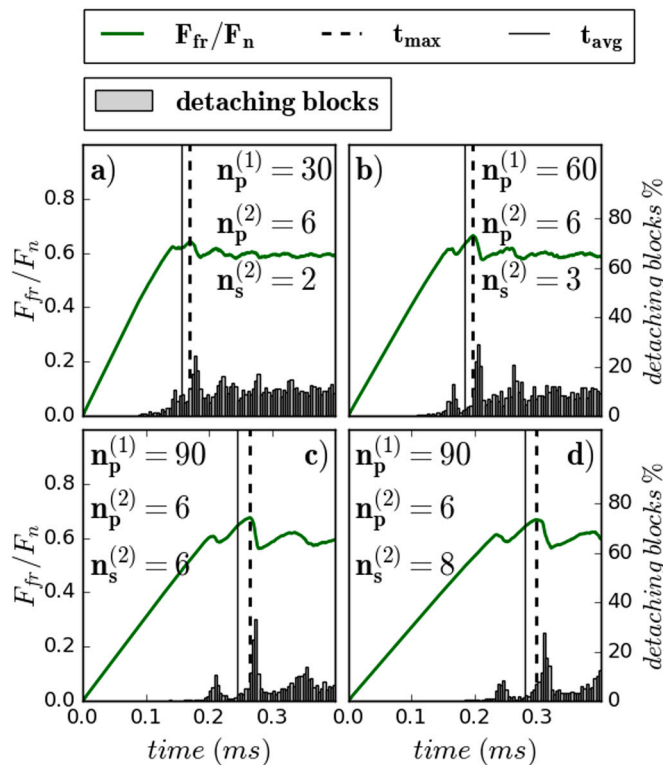 F_fr/F_n t_max t_avg
detaching blocks
a) n_p^(1) = 30
n_p^(2) = 6
n_s^(2) = 2
b) n_p^(1) = 60
n_p^(2) = 6
n_s^(2) = 3
F_fr/F_n
0.8
0.6
0.4
0.2
0.0
detaching blocks %
80
60
40
20
0
n_p^(1) = 90 c)
n_p^(2) = 6
n_s^(2) = 6
n_p^(1) = 90 d)
n_p^(2) = 6
n_s^(2) = 8
F_fr/F_n
0.8
0.6
0.4
0.2
0.0
detaching blocks %
80
60
40
20
0
0.0 0.1 0.2 0.3
0.0 0.1 0.2 0.3
time (ms)
time (ms)